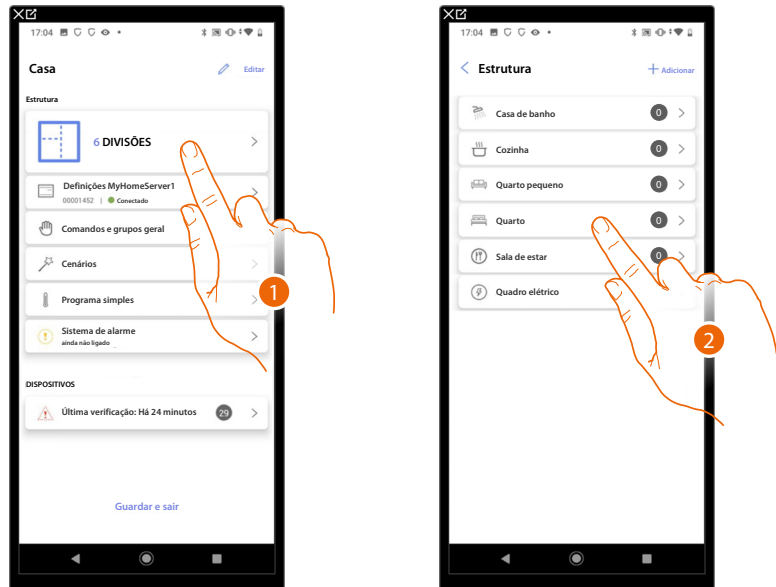 17:04
Casa
Editar
Estrutura
6 DIVISÕES
Definições MyHomeServer1
00001452 | Conectado
Comandos e grupos geral
Cenários
Programa simples
Sistema de alarme
ainda não ligado
DISPOSITIVOS
Última verificação: Há 24 minutos 29
Guardar e sair
1
17:04
Estrutura
Adicionar
Casa de banho 0
Cozinha 0
Quarto pequeno 0
Quarto 0
Sala de estar 0
Quadro elétrico
2